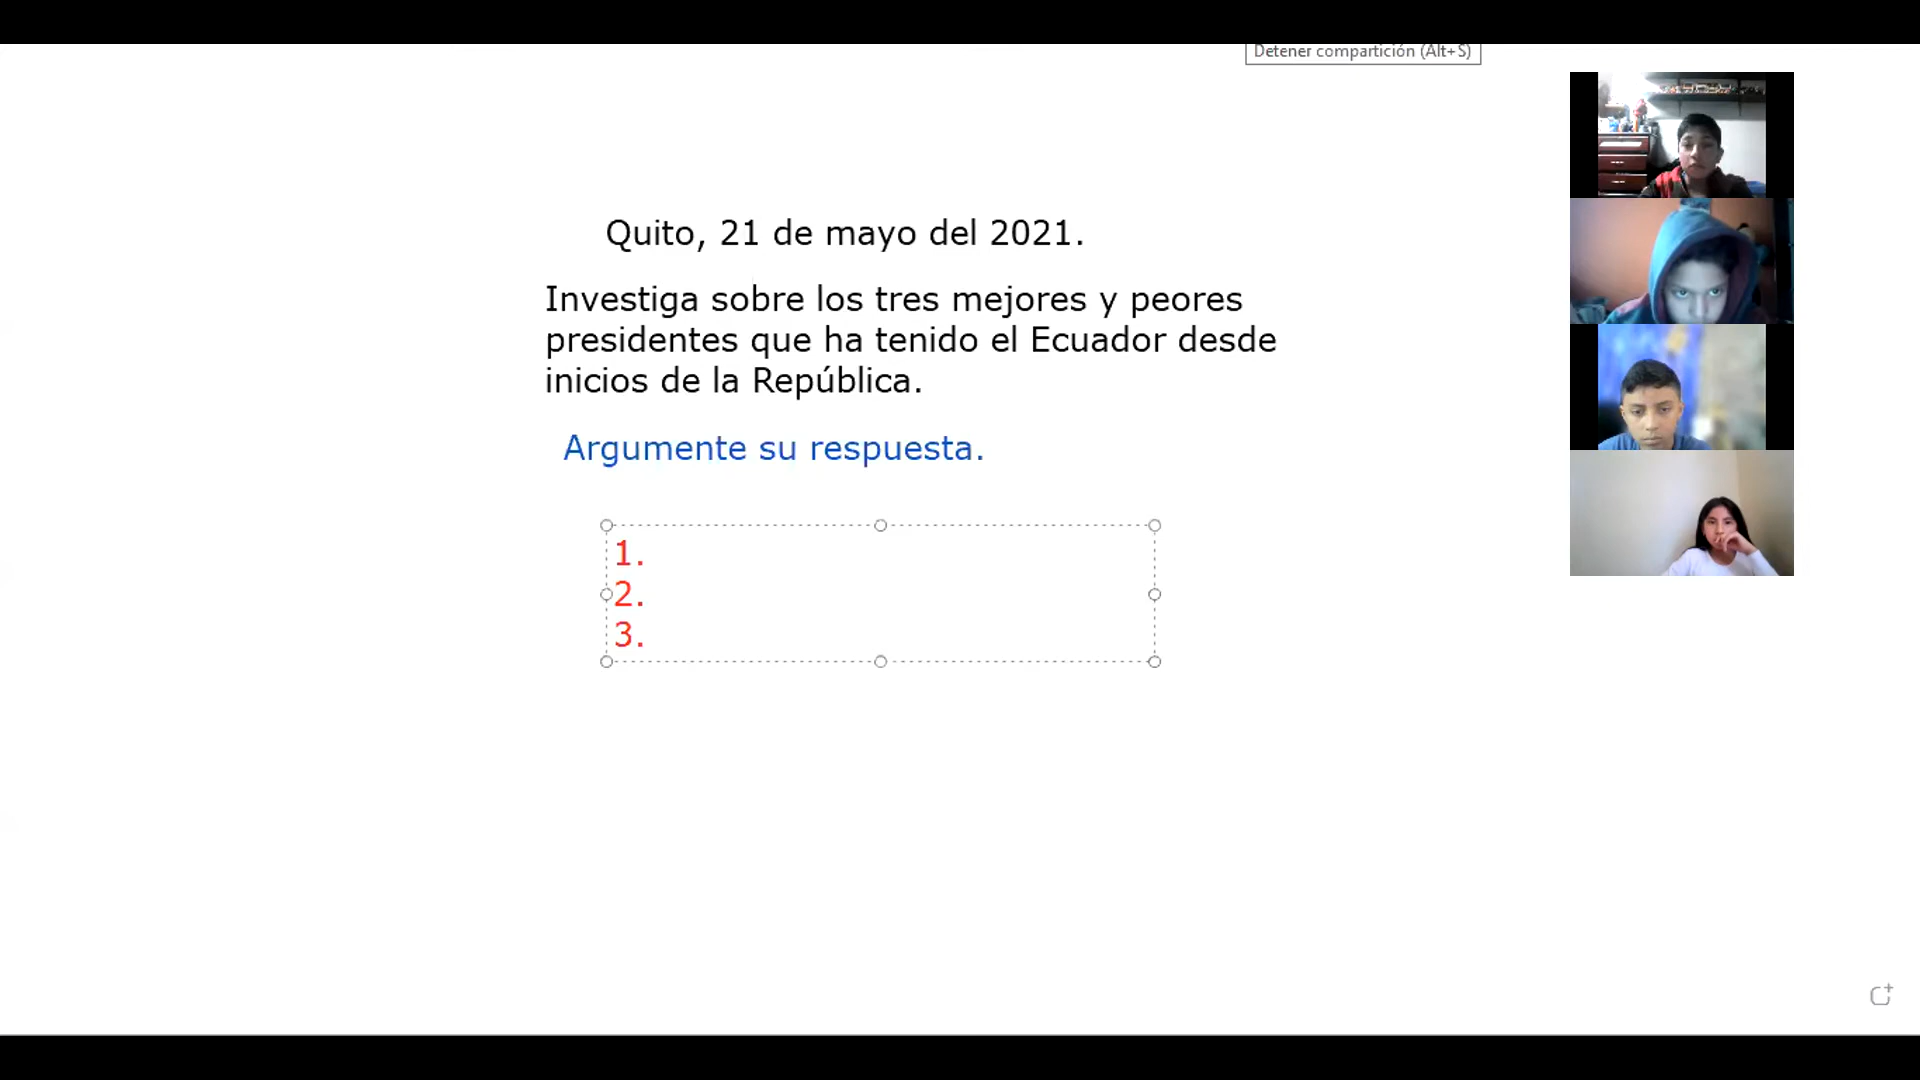 Detener compartición (Alt+S)
Quito, 21 de mayo del 2021.
Investiga sobre los tres mejores y peores
presidentes que ha tenido el Ecuador desde
inicios de la República.
Argumente su respuesta.
1.
2.
3.